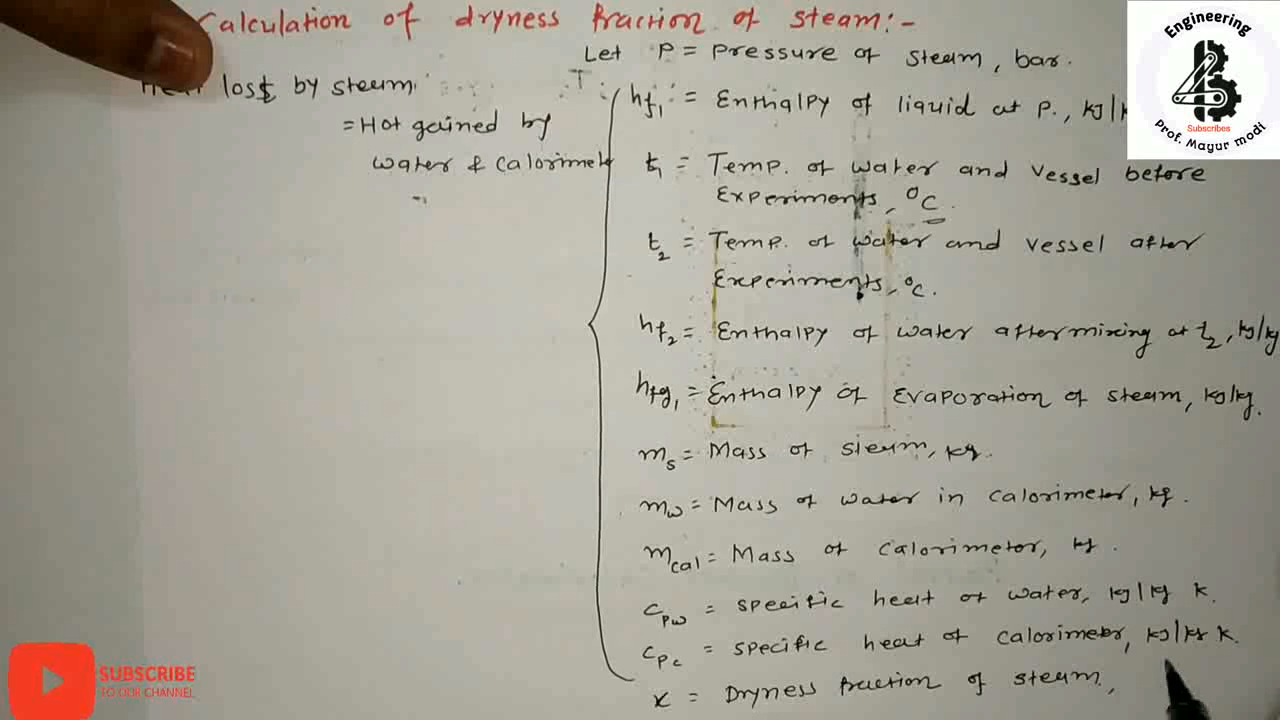 Calculation of dryness fraction of steam:-
Heat loss by steam
= Hot gained by
water & calorimeter
Let P = Pressure of steam, bar.
hf1 = Enthalpy of liquid at P., kJ/k
t1 = Temp. of water and vessel before
Experiments, °C.
t2 = Temp. of water and vessel after
Experiments, °C.
hf2 = Enthalpy of water after mixing at t2, kJ/kg
hfg1 = Enthalpy of Evaporation of steam, kJ/kg.
ms = Mass of steam, kg.
mw = Mass of water in calorimeter, kg.
mcal = Mass of calorimeter, kg.
Cpw = specific heat of water, kJ/kg K.
Cpc = specific heat of calorimeter, kJ/kg K.
x = Dryness fraction of steam,
Engineering
Subscribes
Prof. Mayur modi
SUBSCRIBE
TO OUR CHANNEL